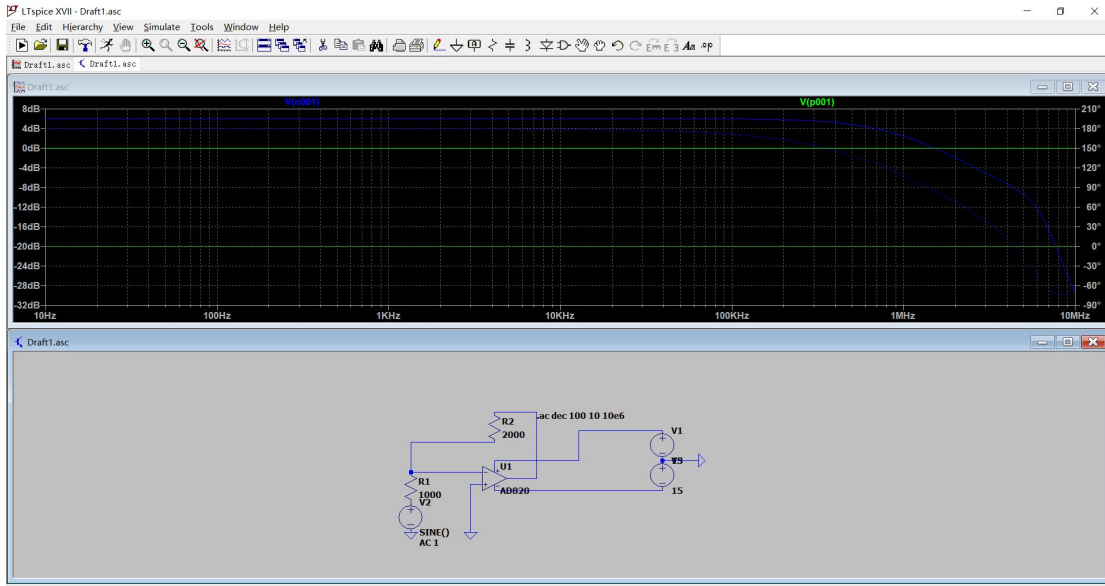 LTspice XVII - Draft1.asc
File Edit Hierarchy View Simulate Tools Window Help
Aa .op
Draft1.asc Draft1.asc
Draft1.asc
V(n001) V(p001)
8dB 210°
4dB 180°
0dB 150°
-4dB 120°
-8dB 90°
-12dB 60°
-16dB 30°
-20dB 0°
-24dB -30°
-28dB -60°
-32dB -90°
10Hz 100Hz 1KHz 10KHz 100KHz 1MHz 10MHz
Draft1.asc
.ac dec 100 10 10e6
R2
2000
V1
U1
R1
1000
AD820
15
V2
SINE()
AC 1